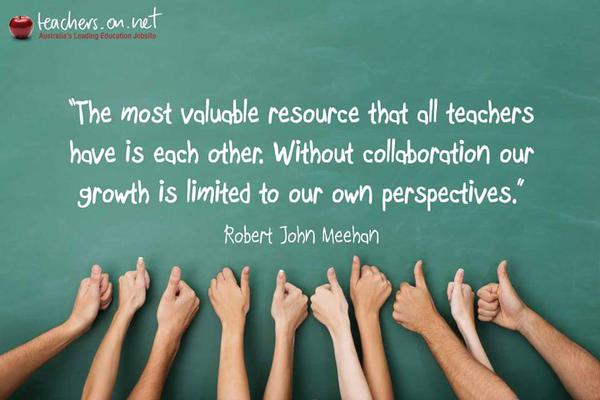 teachers.on.net
Australia's Leading Education Jobsite
"The most valuable resource that all teachers
have is each other. Without collaboration our
growth is limited to our own perspectives."
Robert John Meehan